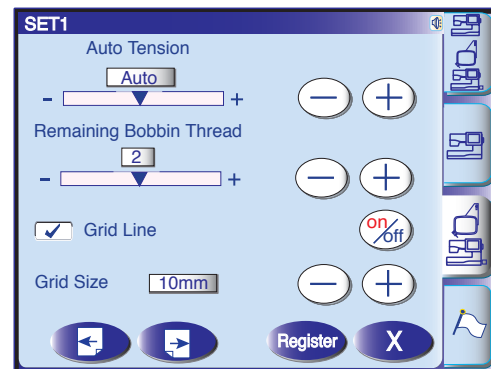 SET1
Auto Tension
Auto
- +
Remaining Bobbin Thread
2
- +
Grid Line
on/off
Grid Size 10mm
Register X